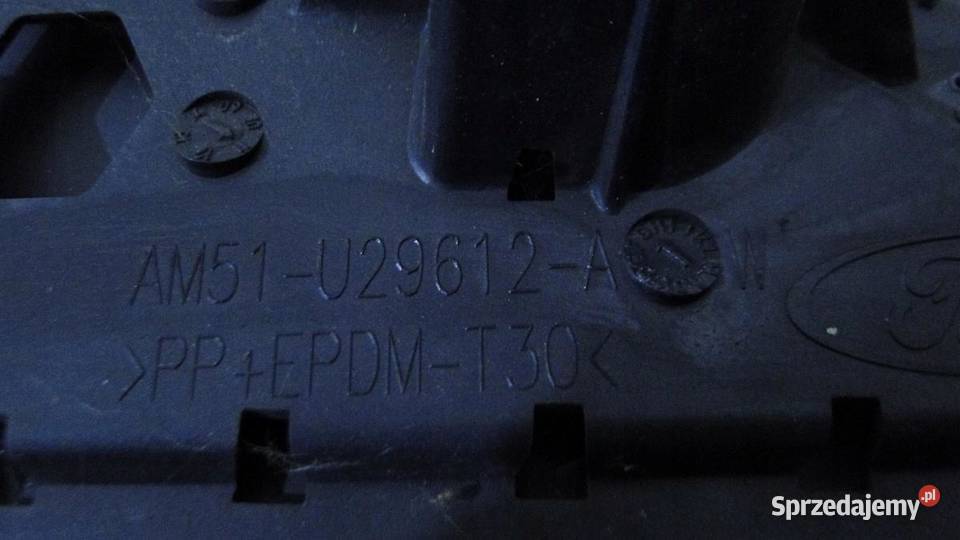 AM51-U29612-A W
>PP+EPDM-T30<
Sprzedajemy.pl